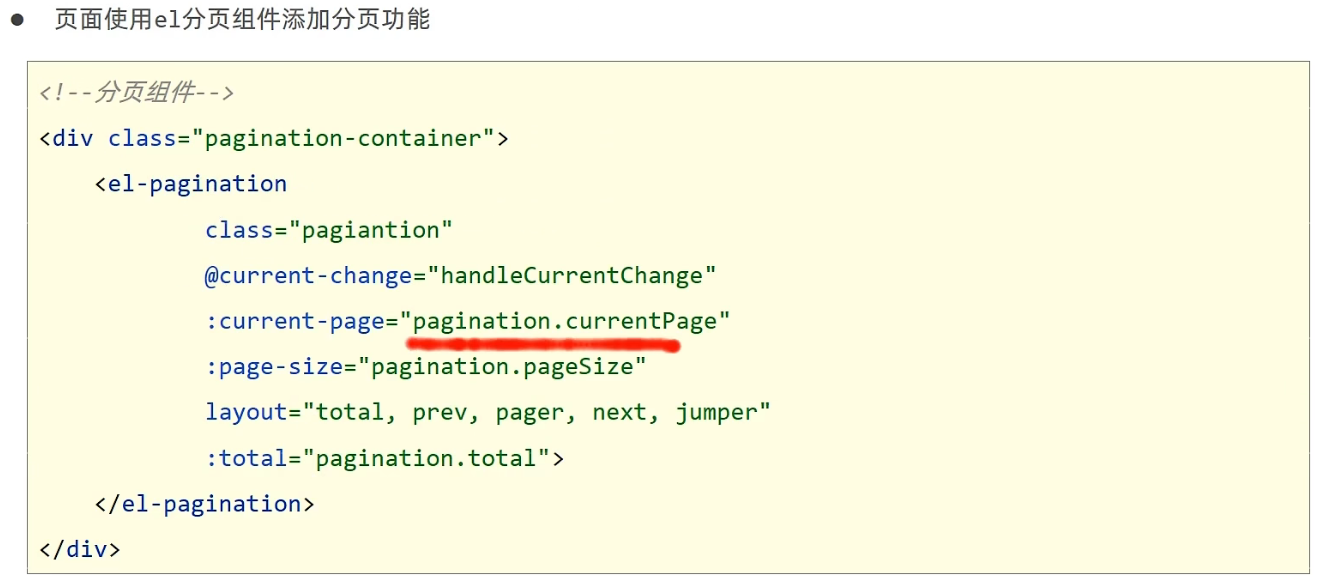 ● 页面使用el分页组件添加分页功能
<!--分页组件-->
<div class="pagination-container">
<el-pagination
class="pagiantion"
@current-change="handleCurrentChange"
:current-page="pagination.currentPage"
:page-size="pagination.pageSize"
layout="total, prev, pager, next, jumper"
:total="pagination.total">
</el-pagination>
</div>